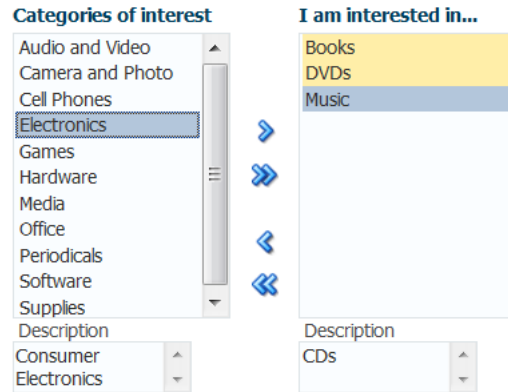 Categories of interest
Audio and Video
Camera and Photo
Cell Phones
Electronics
Games
Hardware
Media
Office
Periodicals
Software
Supplies
Description
Consumer
Electronics
I am interested in...
Books
DVDs
Music
Description
CDs